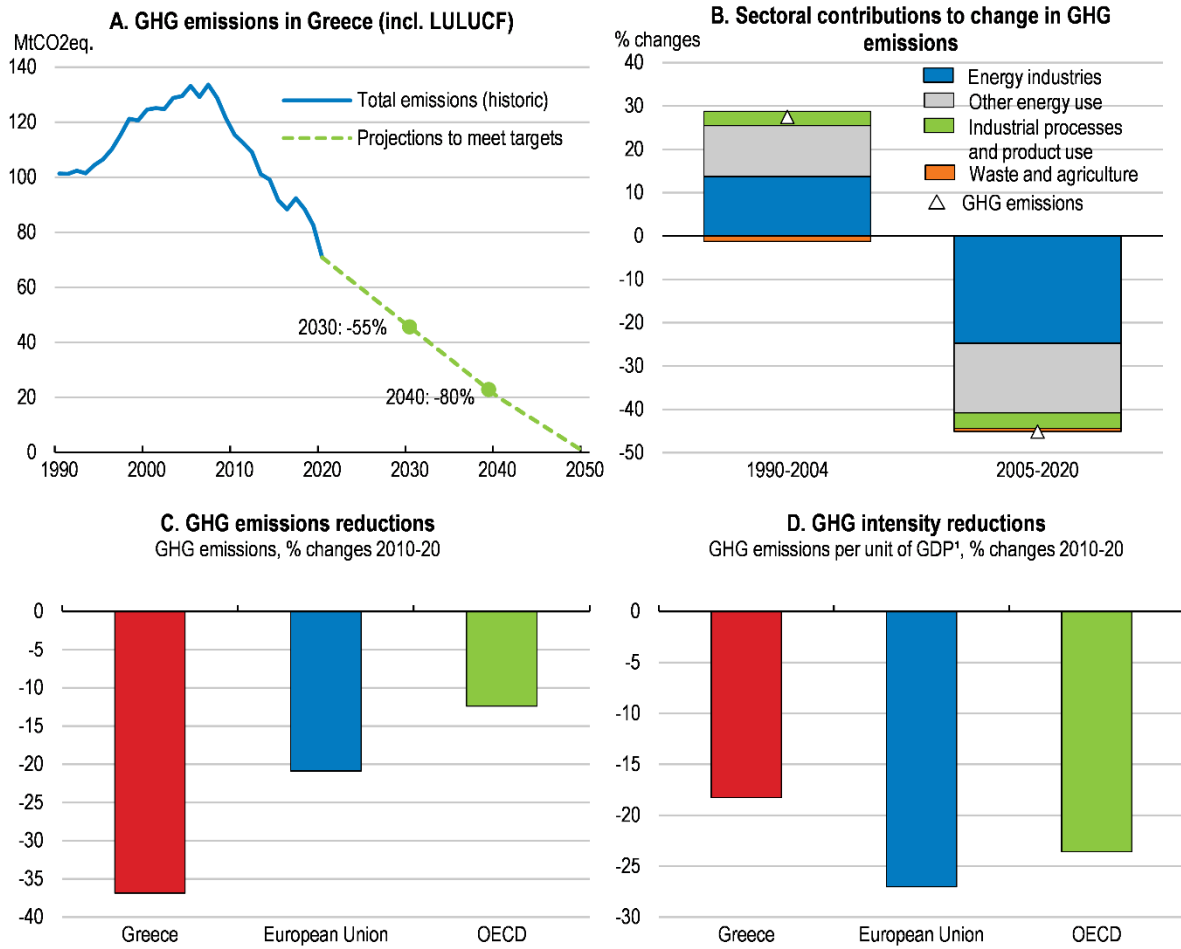 A. GHG emissions in Greece (incl. LULUCF)
MtCO2eq.
140
120
100
80
60
40
20
0
Total emissions (historic)
Projections to meet targets
2030: -55%
2040: -80%
1990
2000
2010
2020
2030
2040
2050
B. Sectoral contributions to change in GHG
emissions
% changes
40
30
20
10
0
-10
-20
-30
-40
-50
Energy industries
Other energy use
Industrial processes
and product use
Waste and agriculture
GHG emissions
1990-2004
2005-2020
C. GHG emissions reductions
GHG emissions, % changes 2010-20
0
-5
-10
-15
-20
-25
-30
-35
-40
Greece
European Union
OECD
D. GHG intensity reductions
GHG emissions per unit of GDP¹, % changes 2010-20
0
-5
-10
-15
-20
-25
-30
Greece
European Union
OECD